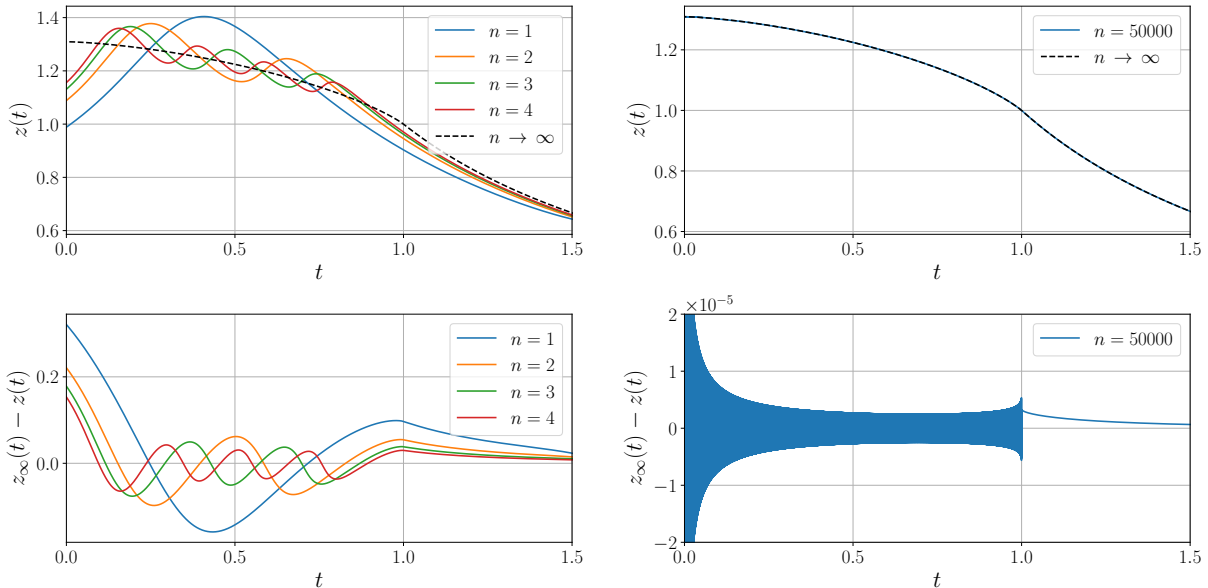 1.4
1.2
1.0
0.8
0.6
z(t)
n = 1
n = 2
n = 3
n = 4
n → ∞
0.0
0.5
1.0
1.5
t
1.2
1.0
0.8
0.6
z(t)
n = 50000
n → ∞
0.0
0.5
1.0
1.5
t
0.2
0.0
z∞(t) − z(t)
n = 1
n = 2
n = 3
n = 4
0.0
0.5
1.0
1.5
t
×10⁻⁵
2
1
0
−1
−2
z∞(t) − z(t)
n = 50000
0.0
0.5
1.0
1.5
t